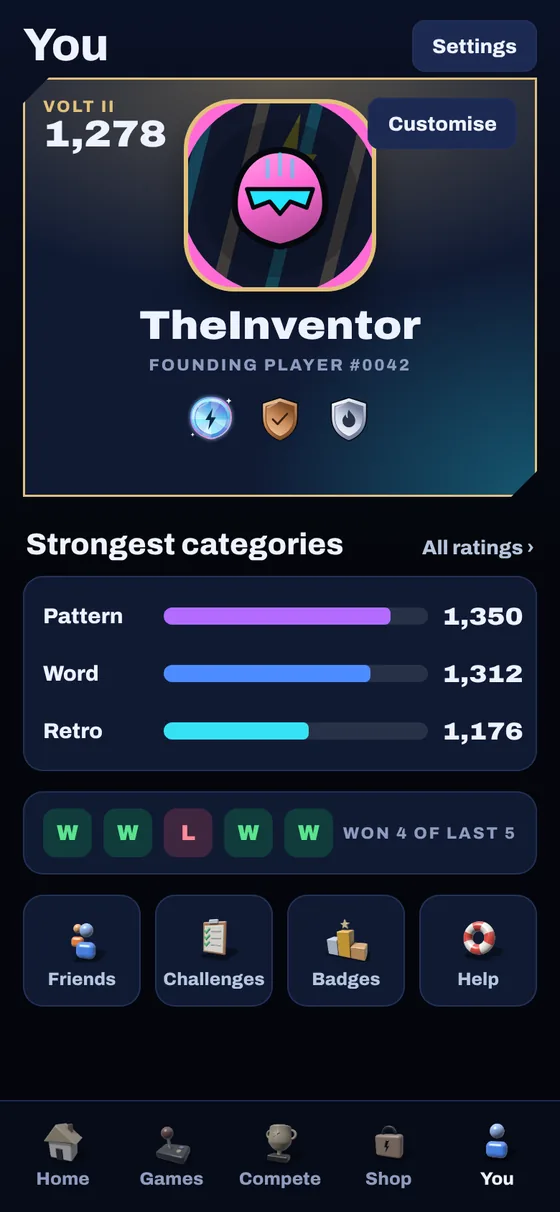 You
Settings
VOLT II
1,278
Customise
TheInventor
FOUNDING PLAYER #0042
Strongest categories
All ratings ›
Pattern 1,350
Word 1,312
Retro 1,176
W W L W W WON 4 OF LAST 5
Friends Challenges Badges Help
Home Games Compete Shop You